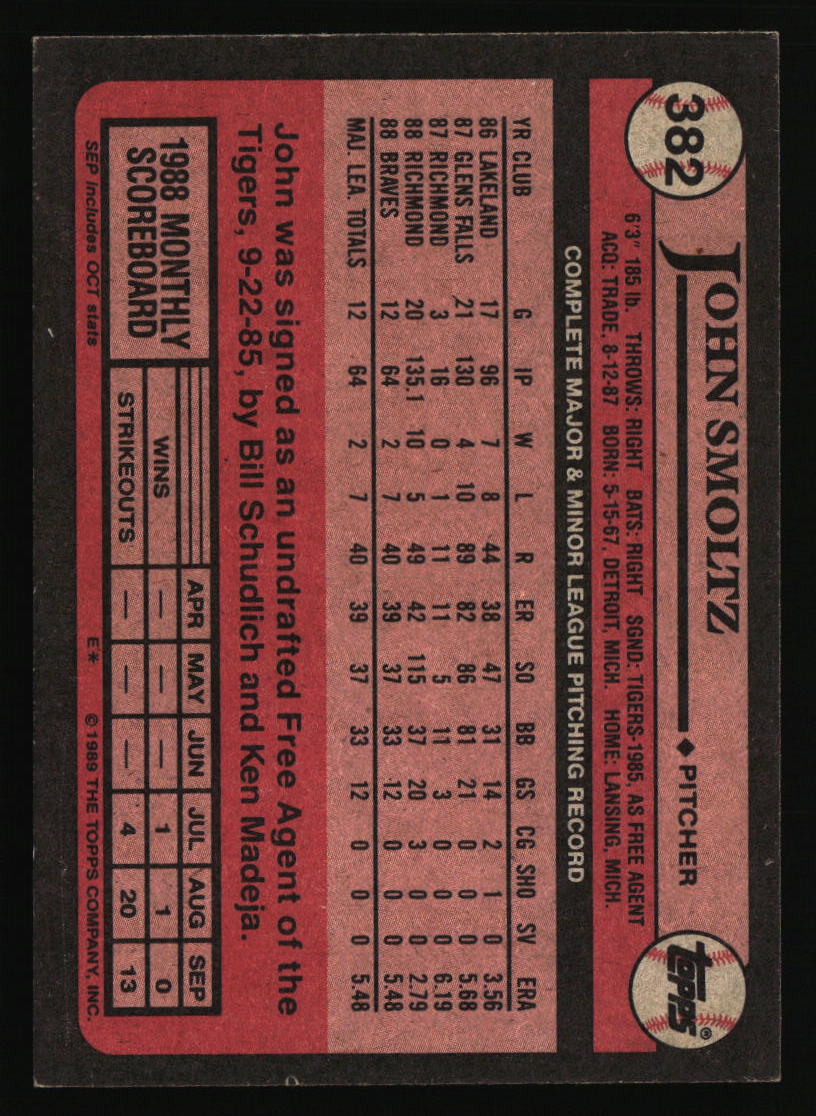 382
JOHN SMOLTZ
PITCHER
topps®
6'3" 185 lb. THROWS: RIGHT BATS: RIGHT SGND: TIGERS-1985, AS FREE AGENT
ACQ: TRADE, 8-12-87 BORN: 5-15-67, DETROIT, MICH. HOME: LANSING, MICH.
COMPLETE MAJOR & MINOR LEAGUE PITCHING RECORD
YR CLUB G IP W L R ER SO BB GS CG SHO SV ERA
86 LAKELAND 17 96 7 8 44 38 47 31 14 2 1 0 3.56
87 GLENS FALLS 21 130 4 10 89 82 86 81 21 0 0 0 5.68
87 RICHMOND 3 16 0 1 11 11 5 11 3 0 0 0 6.19
88 RICHMOND 20 135.1 10 5 49 42 115 37 20 3 0 0 2.79
88 BRAVES 12 64 2 7 40 39 37 33 12 0 0 0 5.48
MAJ. LEA. TOTALS 12 64 2 7 40 39 37 33 12 0 0 0 5.48
John was signed as an undrafted Free Agent of the
Tigers, 9-22-85, by Bill Schudlich and Ken Madeja.
1988 MONTHLY
SCOREBOARD
APR MAY JUN JUL AUG SEP
WINS — — — 1 1 0
STRIKEOUTS — — — 4 20 13
SEP includes OCT stats
E*
© 1989 THE TOPPS COMPANY, INC.